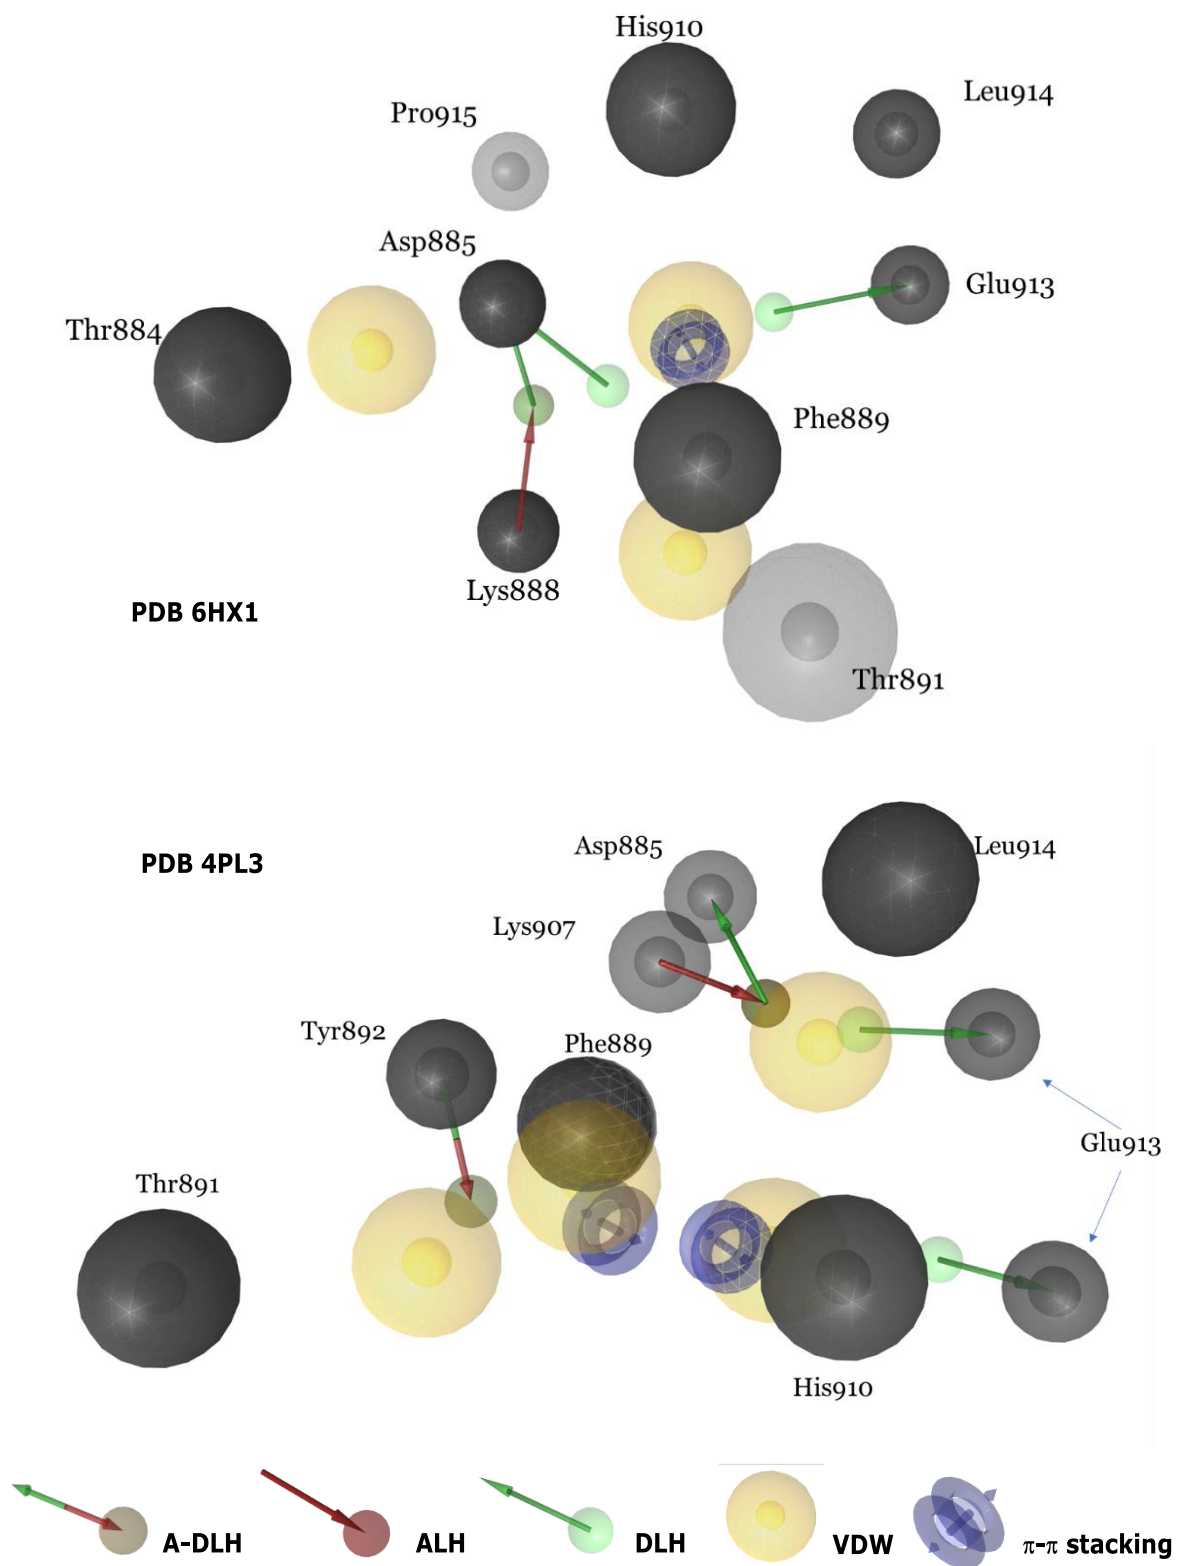 His910
Leu914
Pro915
Asp885
Glu913
Thr884
Phe889
Lys888
PDB 6HX1
Thr891
PDB 4PL3
Asp885
Leu914
Lys907
Tyr892
Phe889
Glu913
Thr891
His910
A-DLH
ALH
DLH
VDW
π-π stacking